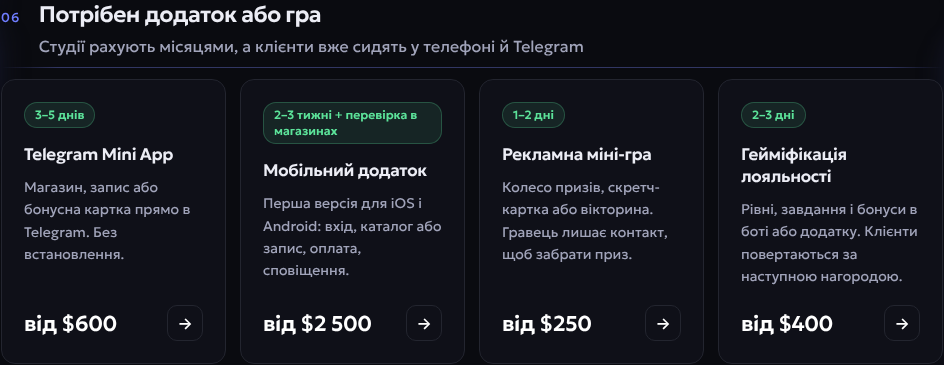 06
Потрібен додаток або гра
Студії рахують місяцями, а клієнти вже сидять у телефоні й Telegram
3–5 днів
Telegram Mini App
Магазин, запис або
бонусна картка прямо в
Telegram. Без
встановлення.
від $600
→
2–3 тижні + перевірка в
магазинах
Мобільний додаток
Перша версія для iOS і
Android: вхід, каталог або
запис, оплата,
сповіщення.
від $2 500
→
1–2 дні
Рекламна міні-гра
Колесо призів, скретч-
картка або вікторина.
Гравець лишає контакт,
щоб забрати приз.
від $250
→
2–3 дні
Гейміфікація
лояльності
Рівні, завдання і бонуси в
боті або додатку. Клієнти
повертаються за
наступною нагородою.
від $400
→